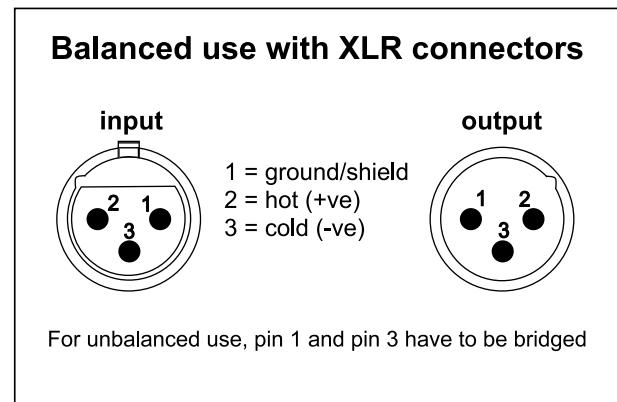 Balanced use with XLR connectors
input
output
1 = ground/shield
2 = hot (+ve)
3 = cold (-ve)
2 1
3
1 2
3
For unbalanced use, pin 1 and pin 3 have to be bridged